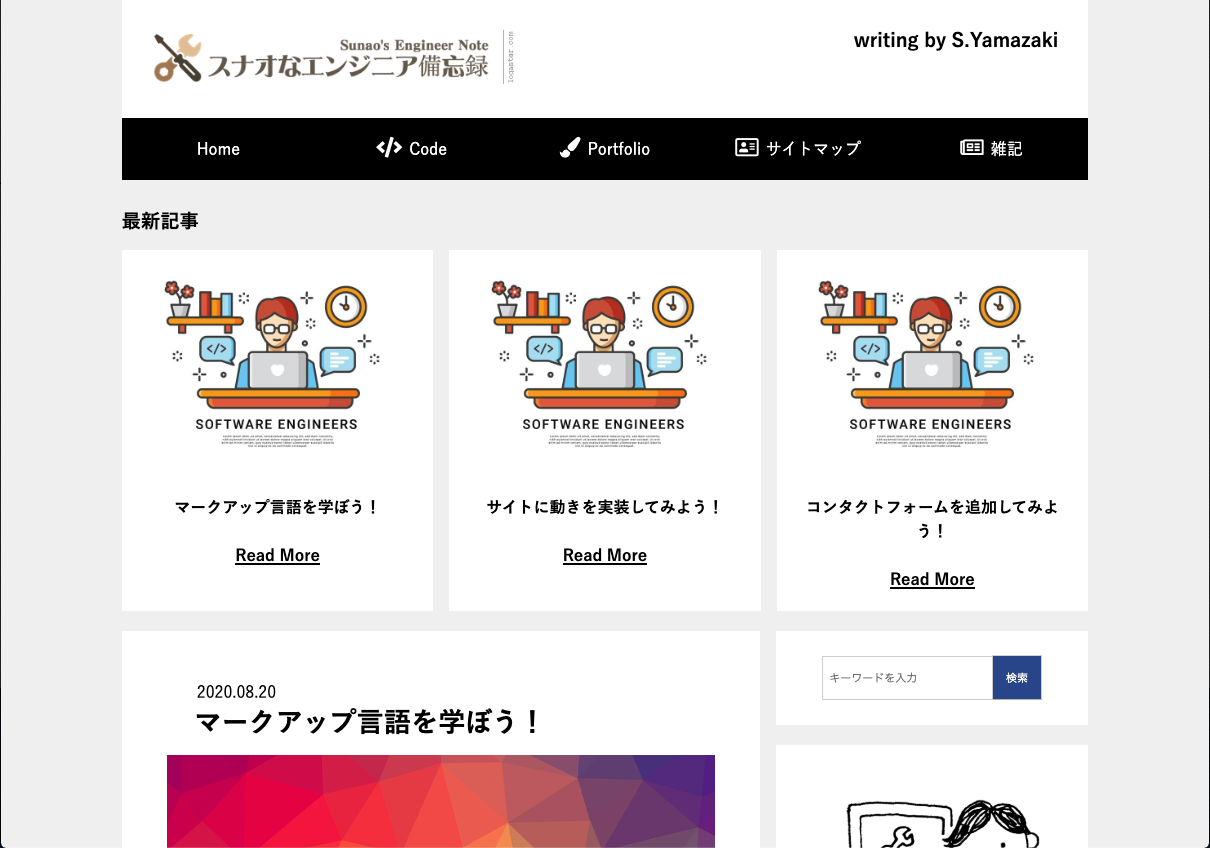 Sunao's Engineer Note
スナオなエンジニア備忘録
logaster.com
writing by S.Yamazaki
Home
</> Code
Portfolio
サイトマップ
雑記
最新記事
</>
SOFTWARE ENGINEERS
マークアップ言語を学ぼう！
Read More
</>
SOFTWARE ENGINEERS
サイトに動きを実装してみよう！
Read More
</>
SOFTWARE ENGINEERS
コンタクトフォームを追加してみよ
う！
Read More
2020.08.20
マークアップ言語を学ぼう！
キーワードを入力
検索